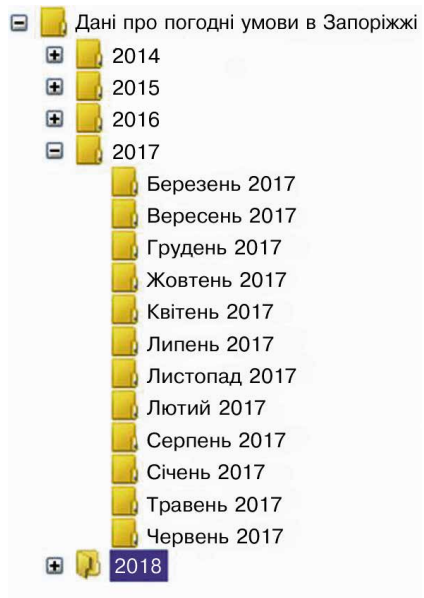 Дані про погодні умови в Запоріжжі
2014
2015
2016
2017
Березень 2017
Вересень 2017
Грудень 2017
Жовтень 2017
Квітень 2017
Липень 2017
Листопад 2017
Лютий 2017
Серпень 2017
Січень 2017
Травень 2017
Червень 2017
2018